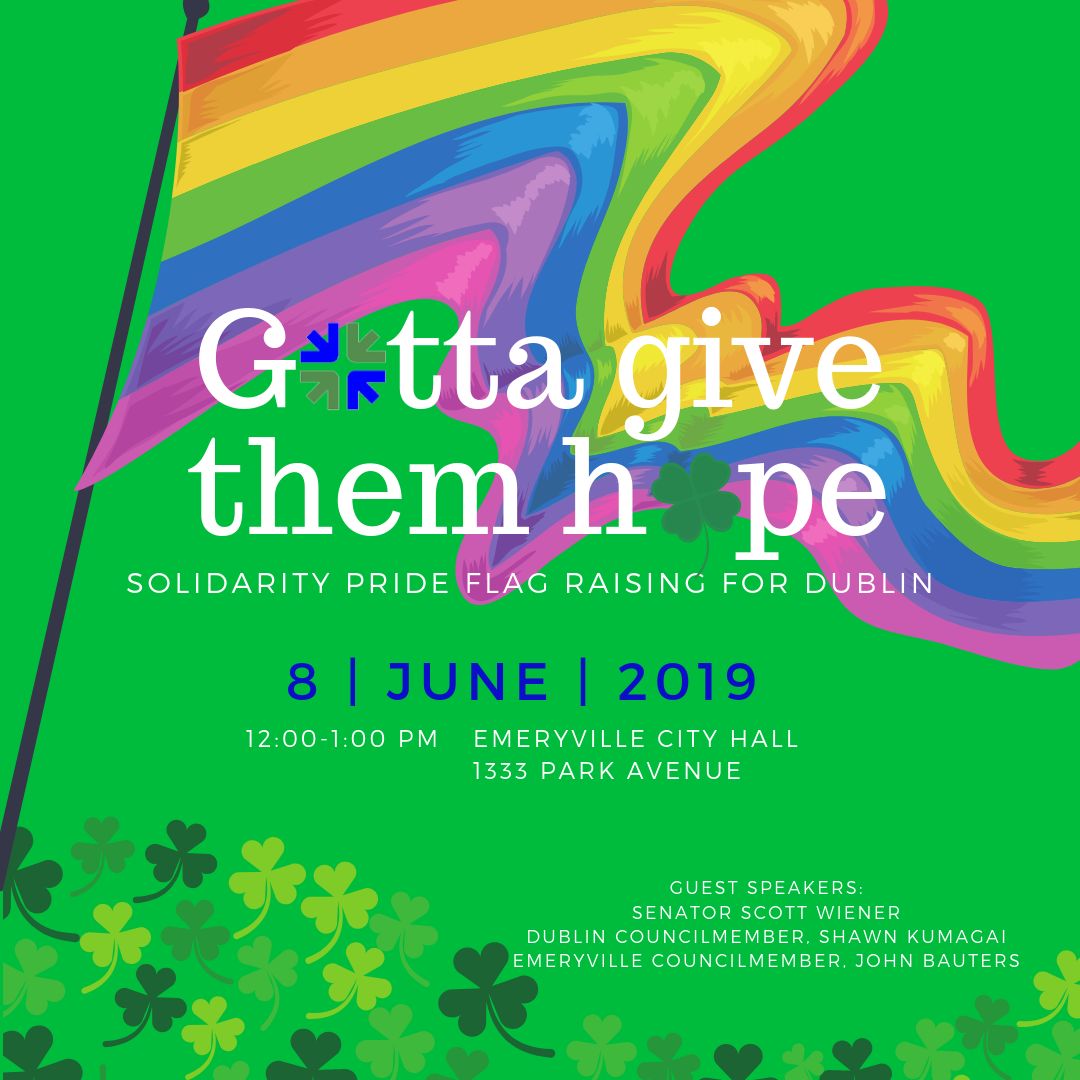 Gotta give
them hope
SOLIDARITY PRIDE FLAG RAISING FOR DUBLIN
8 | JUNE | 2019
12:00-1:00 PM EMERYVILLE CITY HALL
1333 PARK AVENUE
GUEST SPEAKERS:
SENATOR SCOTT WIENER
DUBLIN COUNCILMEMBER, SHAWN KUMAGAI
EMERYVILLE COUNCILMEMBER, JOHN BAUTERS